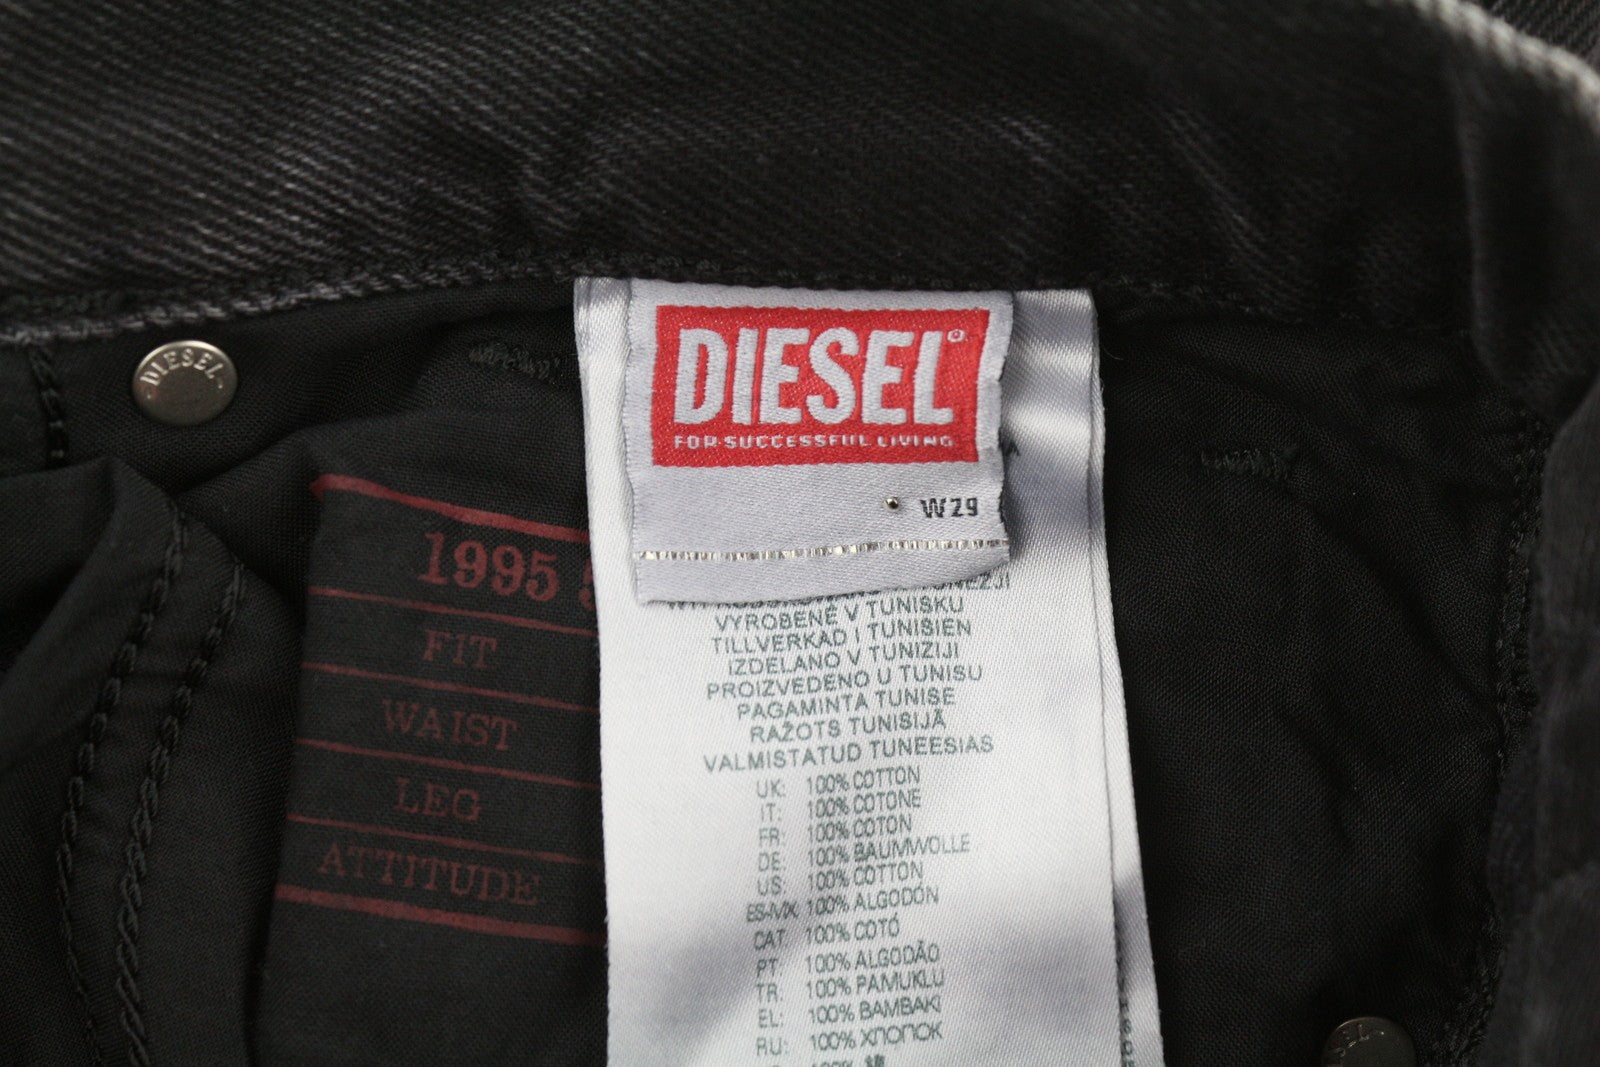 DIESEL
FOR SUCCESSFUL LIVING
W29
DIESEL
1995
FIT
WAIST
LEG
ATTITUDE
VYROBENÉ V TUNISKU
TILLVERKAD I TUNISIEN
IZDELANO V TUNIZIJI
PROIZVEDENO U TUNISU
PAGAMINTA TUNISE
RAŽOTS TUNISIJĀ
VALMISTATUD TUNEESIAS
UK: 100% COTTON
IT: 100% COTONE
FR: 100% COTON
DE: 100% BAUMWOLLE
US: 100% COTTON
ES-MX: 100% ALGODÓN
CAT: 100% COTÓ
PT: 100% ALGODÃO
TR: 100% PAMUKLU
EL: 100% BAMBAKI
RU: 100% ХЛОПОК
100%
SEL